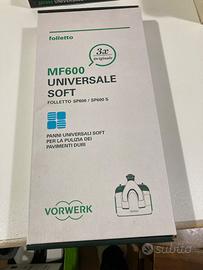 folletto
3x
originale
MF600
UNIVERSALE
SOFT
FOLLETTO SP600 / SP600 S
PANNI UNIVERSALI SOFT
PER LA PULIZIA DEI
PAVIMENTI DURI
VORWERK
subito